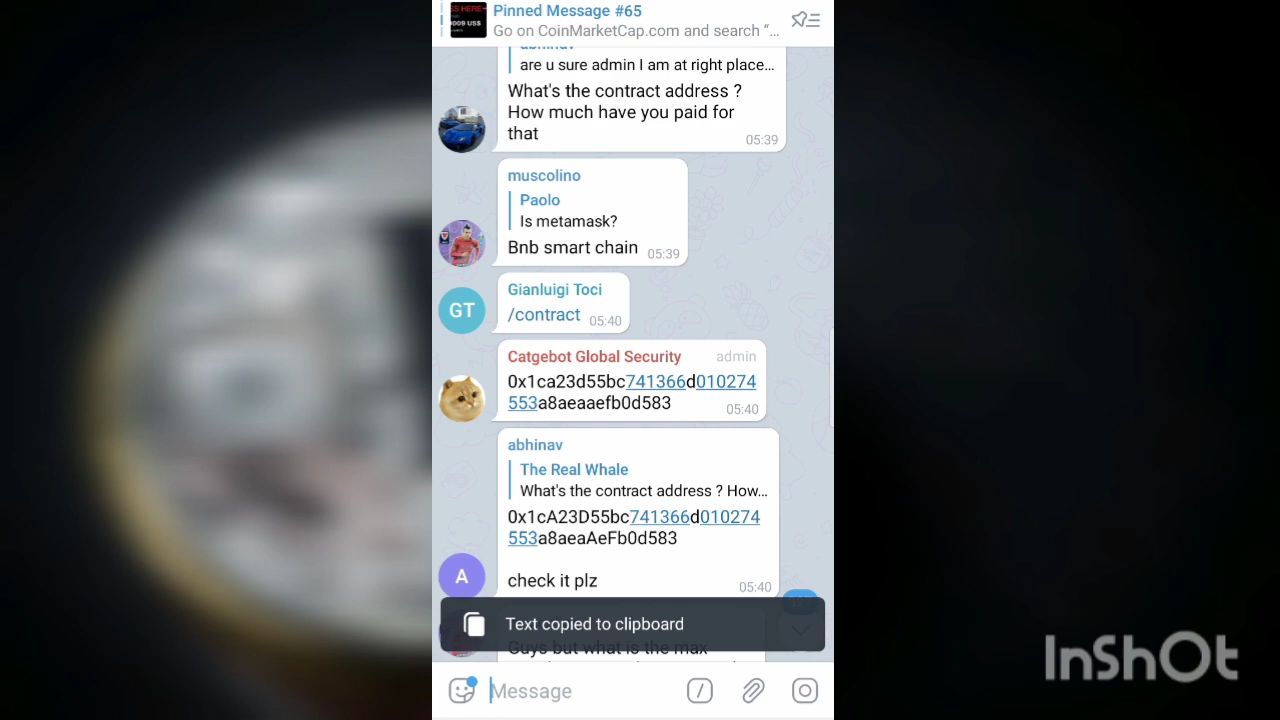 SS HERE
Pinned Message #65
Go on CoinMarketCap.com and search “...
abhinav
are u sure admin I am at right place...
What's the contract address ?
How much have you paid for
that
05:39
muscolino
Paolo
Is metamask?
Bnb smart chain 05:39
Gianluigi Toci
GT
/contract 05:40
Catgebot Global Security admin
0x1ca23d55bc741366d010274
553a8aeaaefb0d583
05:40
abhinav
The Real Whale
What's the contract address ? How...
0x1cA23D55bc741366d010274
553a8aeaAeFb0d583
A
check it plz 05:40
Text copied to clipboard
Guys but what is the max
Message
InShOt